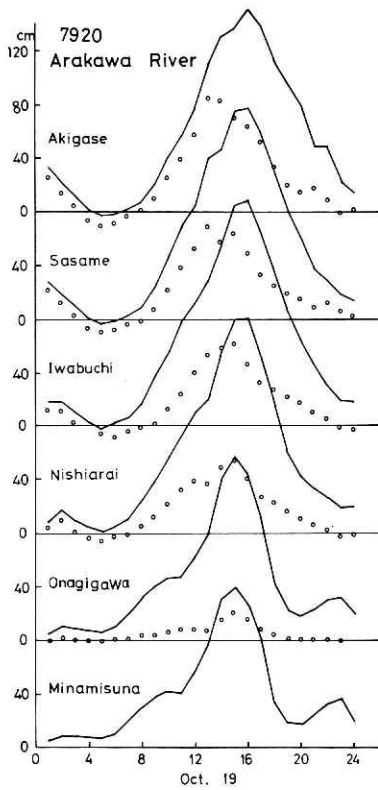 cm 7920
Arakawa River
120
80
Akigase
40
0
Sasame
40
0
Iwabuchi
40
0
Nishiarai
40
0
Onagigawa
40
0
Minamisuna
40
0
0 4 8 12 16 20 24
Oct. 19